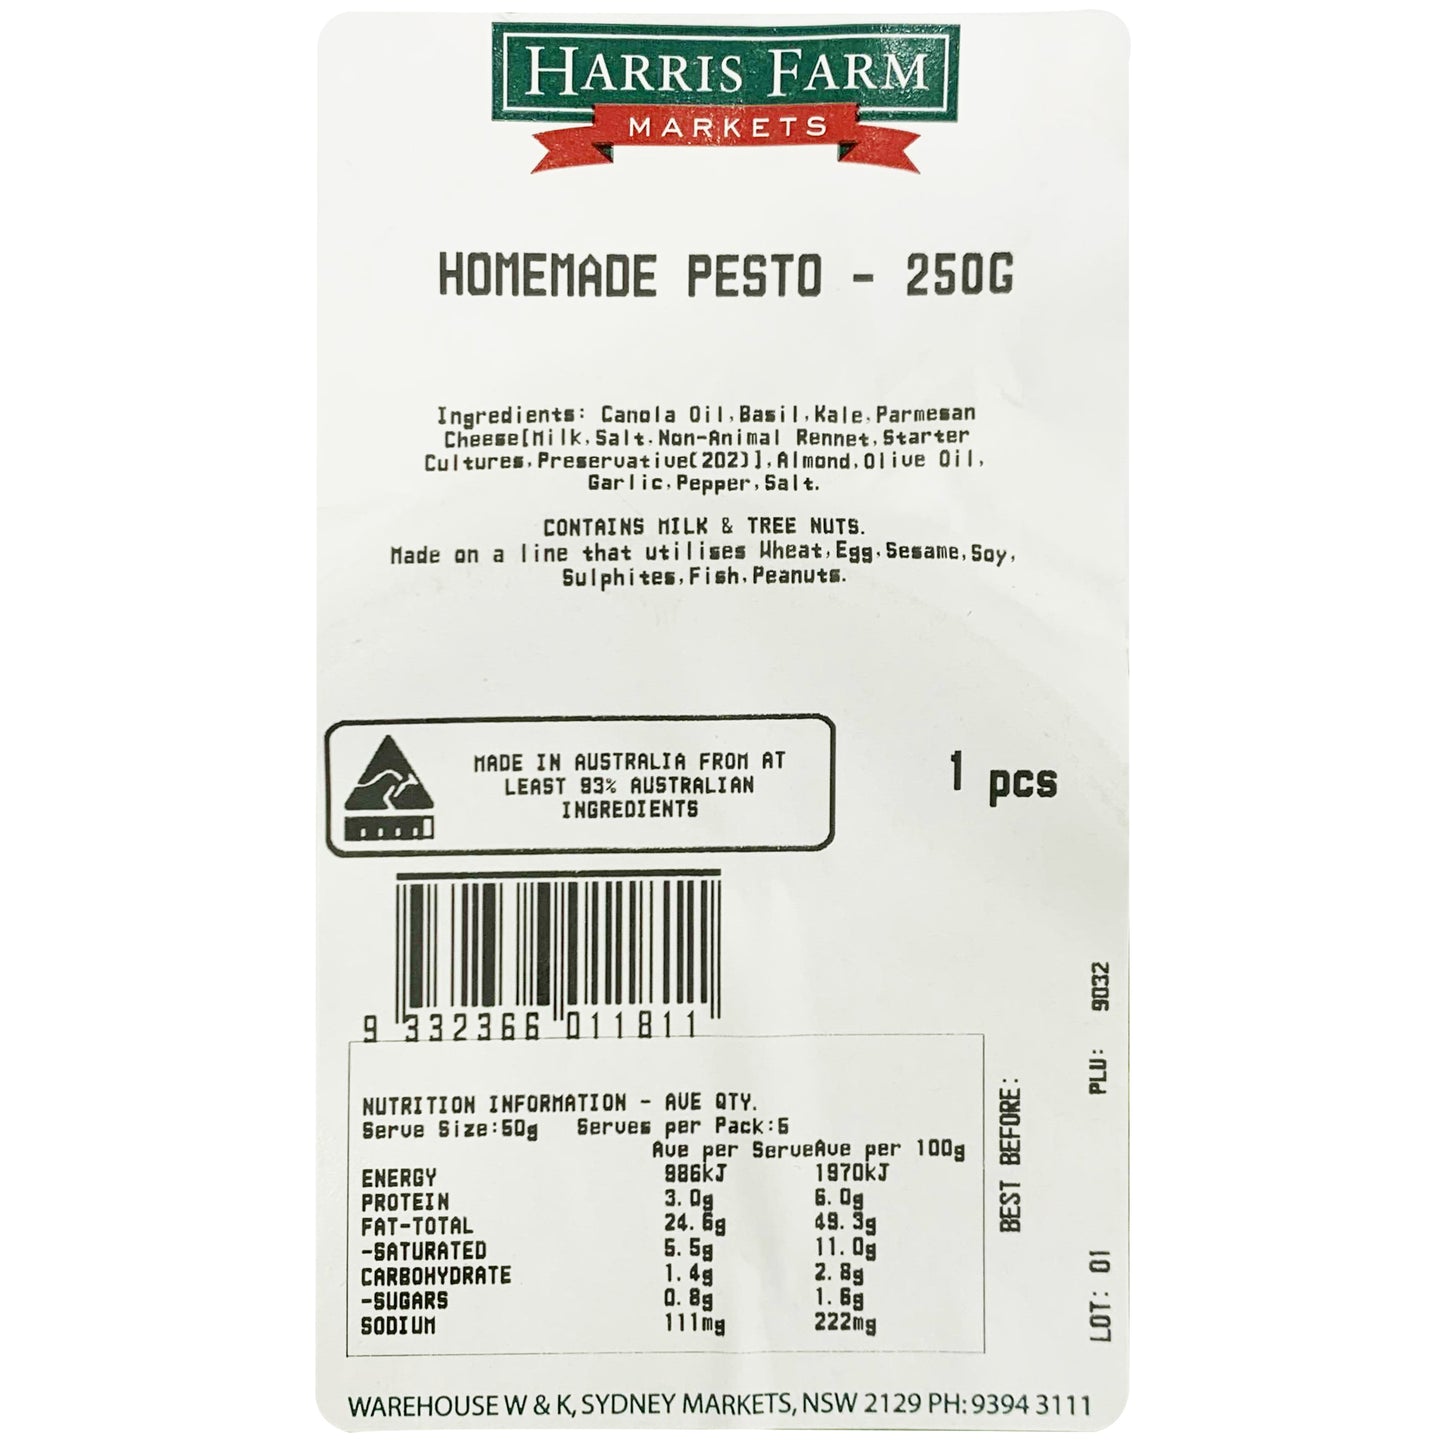 HARRIS FARM
MARKETS
HOMEMADE PESTO - 250G
Ingredients: Canola Oil,Basil,Kale,Parmesan
Cheese[Milk,Salt.Non-Animal Rennet,Starter
Cultures,Preservative(202)],Almond,Olive Oil,
Garlic,Pepper,Salt.
CONTAINS MILK & TREE NUTS.
Made on a line that utilises Wheat,Egg,Sesame,Soy,
Sulphites,Fish,Peanuts.
MADE IN AUSTRALIA FROM AT
LEAST 93% AUSTRALIAN
INGREDIENTS
1 pcs
9 332366 011811
NUTRITION INFORMATION - AVE QTY.
Serve Size:50g Serves per Pack:5
Ave per ServeAve per 100g
ENERGY 986kJ 1970kJ
PROTEIN 3.0g 6.0g
FAT-TOTAL 24.6g 49.3g
-SATURATED 5.5g 11.0g
CARBOHYDRATE 1.4g 2.8g
-SUGARS 0.8g 1.6g
SODIUM 111mg 222mg
BEST BEFORE:
LOT: 01 PLU: 9032
WAREHOUSE W & K, SYDNEY MARKETS, NSW 2129 PH: 9394 3111